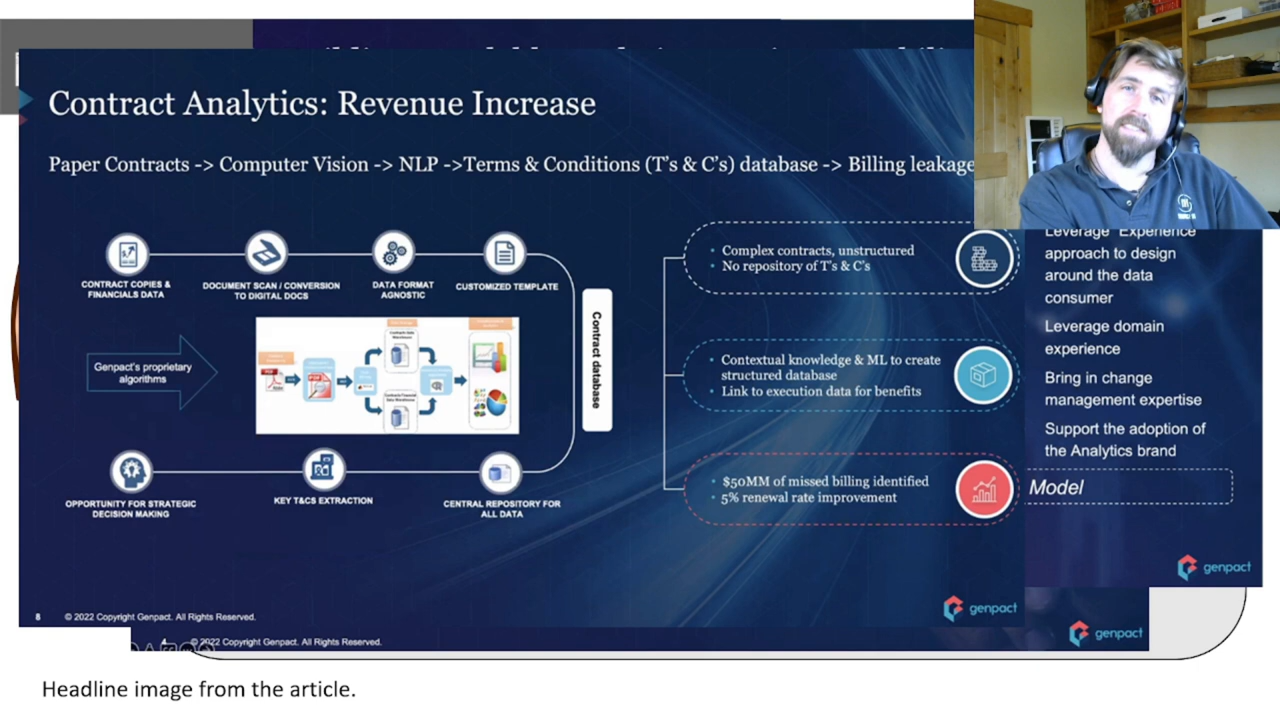 Contract Analytics: Revenue Increase
Paper Contracts -> Computer Vision -> NLP ->Terms & Conditions (T's & C's) database -> Billing leakage
CONTRACT COPIES &
FINANCIALS DATA
DOCUMENT SCAN / CONVERSION
TO DIGITAL DOCS
DATA FORMAT
AGNOSTIC
CUSTOMIZED TEMPLATE
Genpact's proprietary
algorithms
PDF
PDF
Contract database
OPPORTUNITY FOR STRATEGIC
DECISION MAKING
KEY T&CS EXTRACTION
CENTRAL REPOSITORY FOR
ALL DATA
• Complex contracts, unstructured
• No repository of T's & C's
• Contextual knowledge & ML to create
structured database
• Link to execution data for benefits
• $50MM of missed billing identified
• 5% renewal rate improvement
Leverage "Experience"
approach to design
around the data
consumer
Leverage domain
experience
Bring in change
management expertise
Support the adoption of
the Analytics brand
Model
genpact
8 © 2022 Copyright Genpact. All Rights Reserved.
genpact
4 © 2022 Copyright Genpact. All Rights Reserved.
genpact
Headline image from the article.